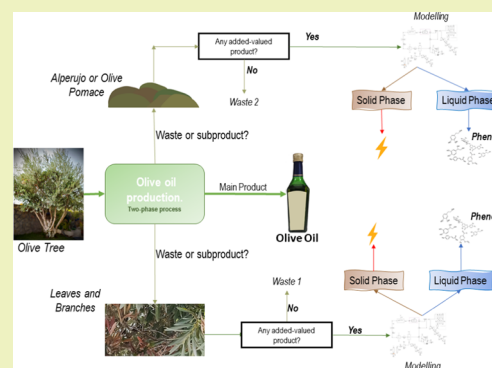 Modelling
Any added-valued
product?
Yes
No
Alperujo or Olive
Pomace
Waste 2
Solid Phase
Liquid Phase
Waste or subproduct?
Olive oil
production.
Two-phase process
Main Product
Olive Tree
Olive Oil
Waste or subproduct?
Leaves and
Branches
Waste 1
No
Any added-valued
product?
Yes
Solid Phase
Liquid Phase
Modelling